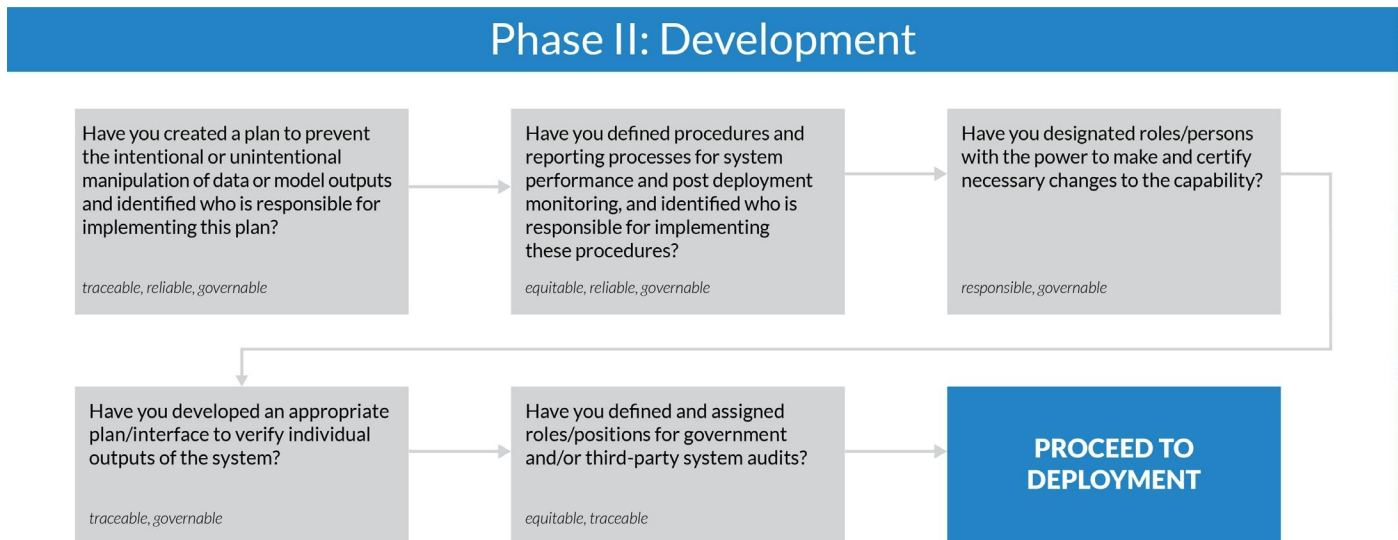 Phase II: Development
Have you created a plan to prevent
the intentional or unintentional
manipulation of data or model outputs
and identified who is responsible for
implementing this plan?
traceable, reliable, governable
Have you defined procedures and
reporting processes for system
performance and post deployment
monitoring, and identified who is
responsible for implementing
these procedures?
equitable, reliable, governable
Have you designated roles/persons
with the power to make and certify
necessary changes to the capability?
responsible, governable
Have you developed an appropriate
plan/interface to verify individual
outputs of the system?
traceable, governable
Have you defined and assigned
roles/positions for government
and/or third-party system audits?
equitable, traceable
PROCEED TO
DEPLOYMENT